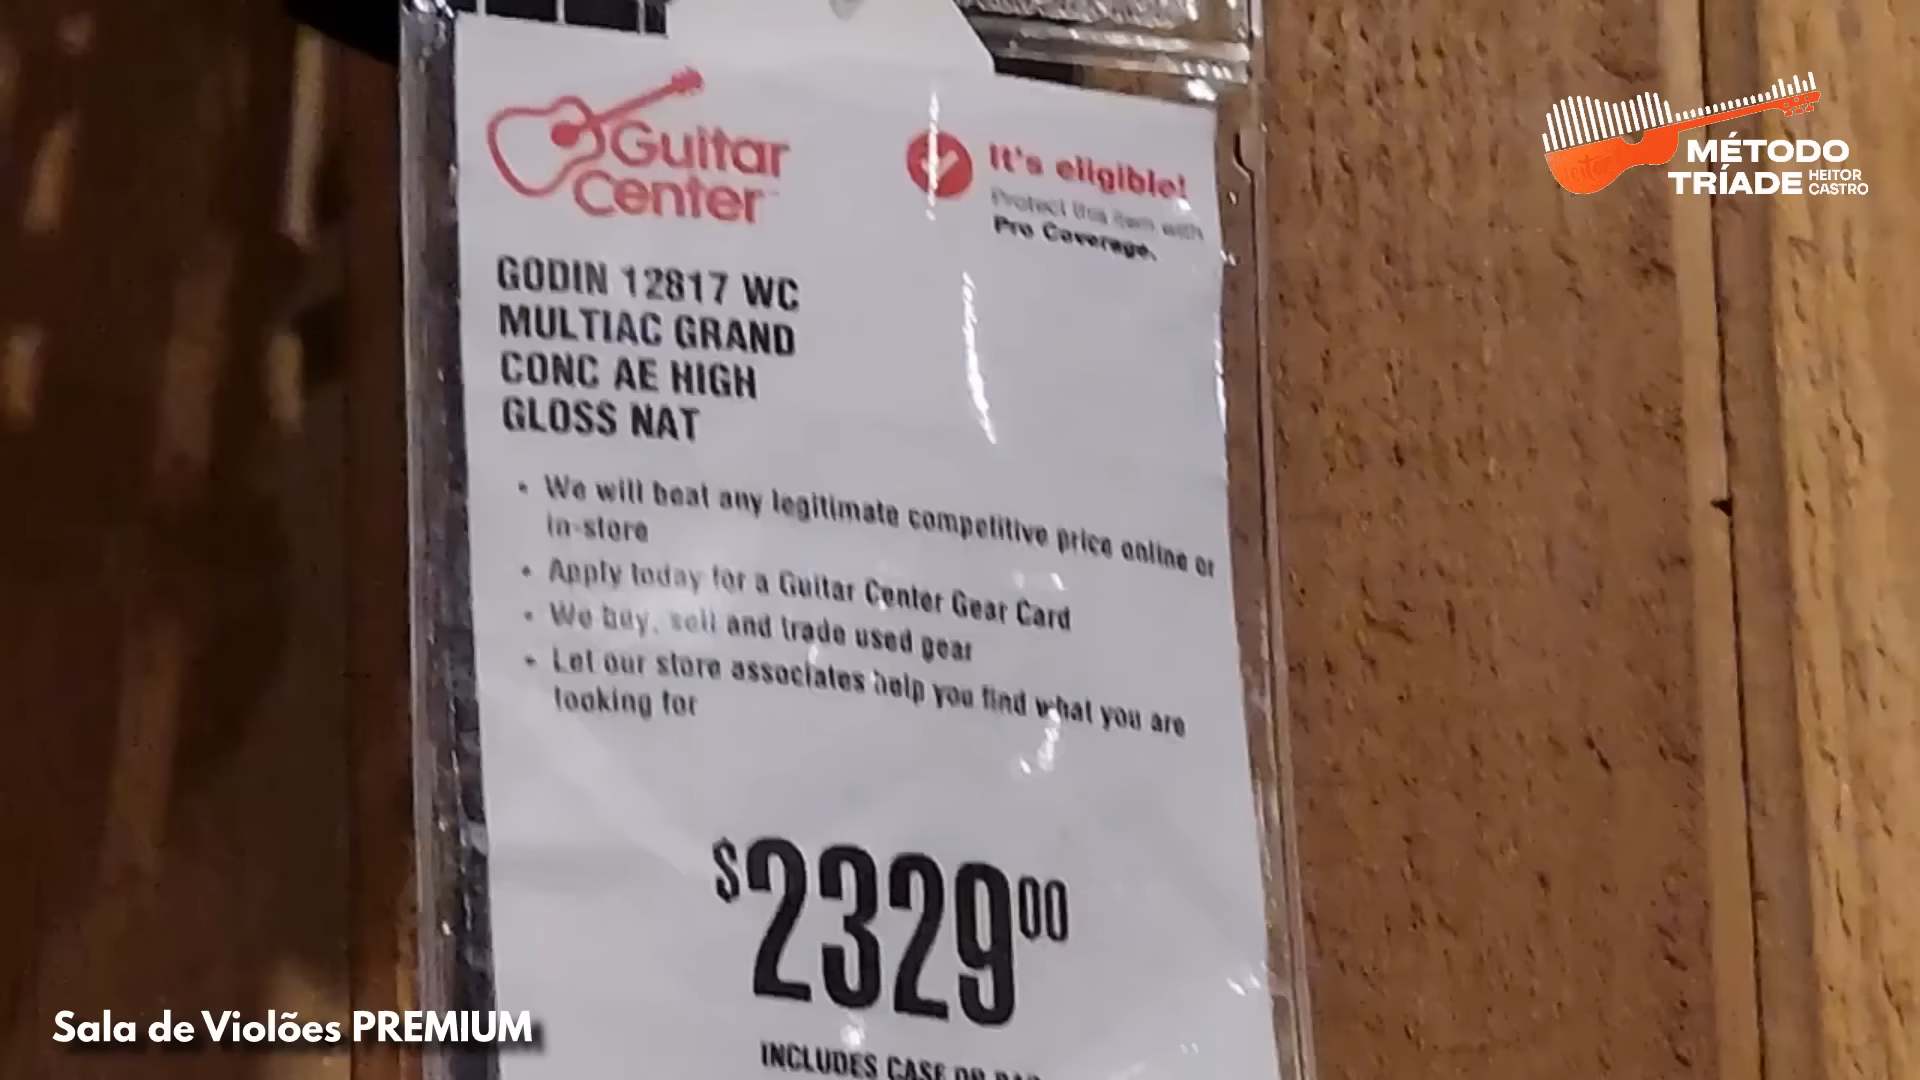 Guitar
Center
It's eligible!
Protect this item with
Pro Coverage.
MÉTODO
TRÍADE HEITOR
CASTRO
GODIN 12817 WC
MULTIAC GRAND
CONC AE HIGH
GLOSS NAT
• We will beat any legitimate competitive price online or
in-store
• Apply today for a Guitar Center Gear Card
• We buy, sell and trade used gear
• Let our store associates help you find what you are
looking for
$232900
INCLUDES CASE OR
Sala de Violões PREMIUM